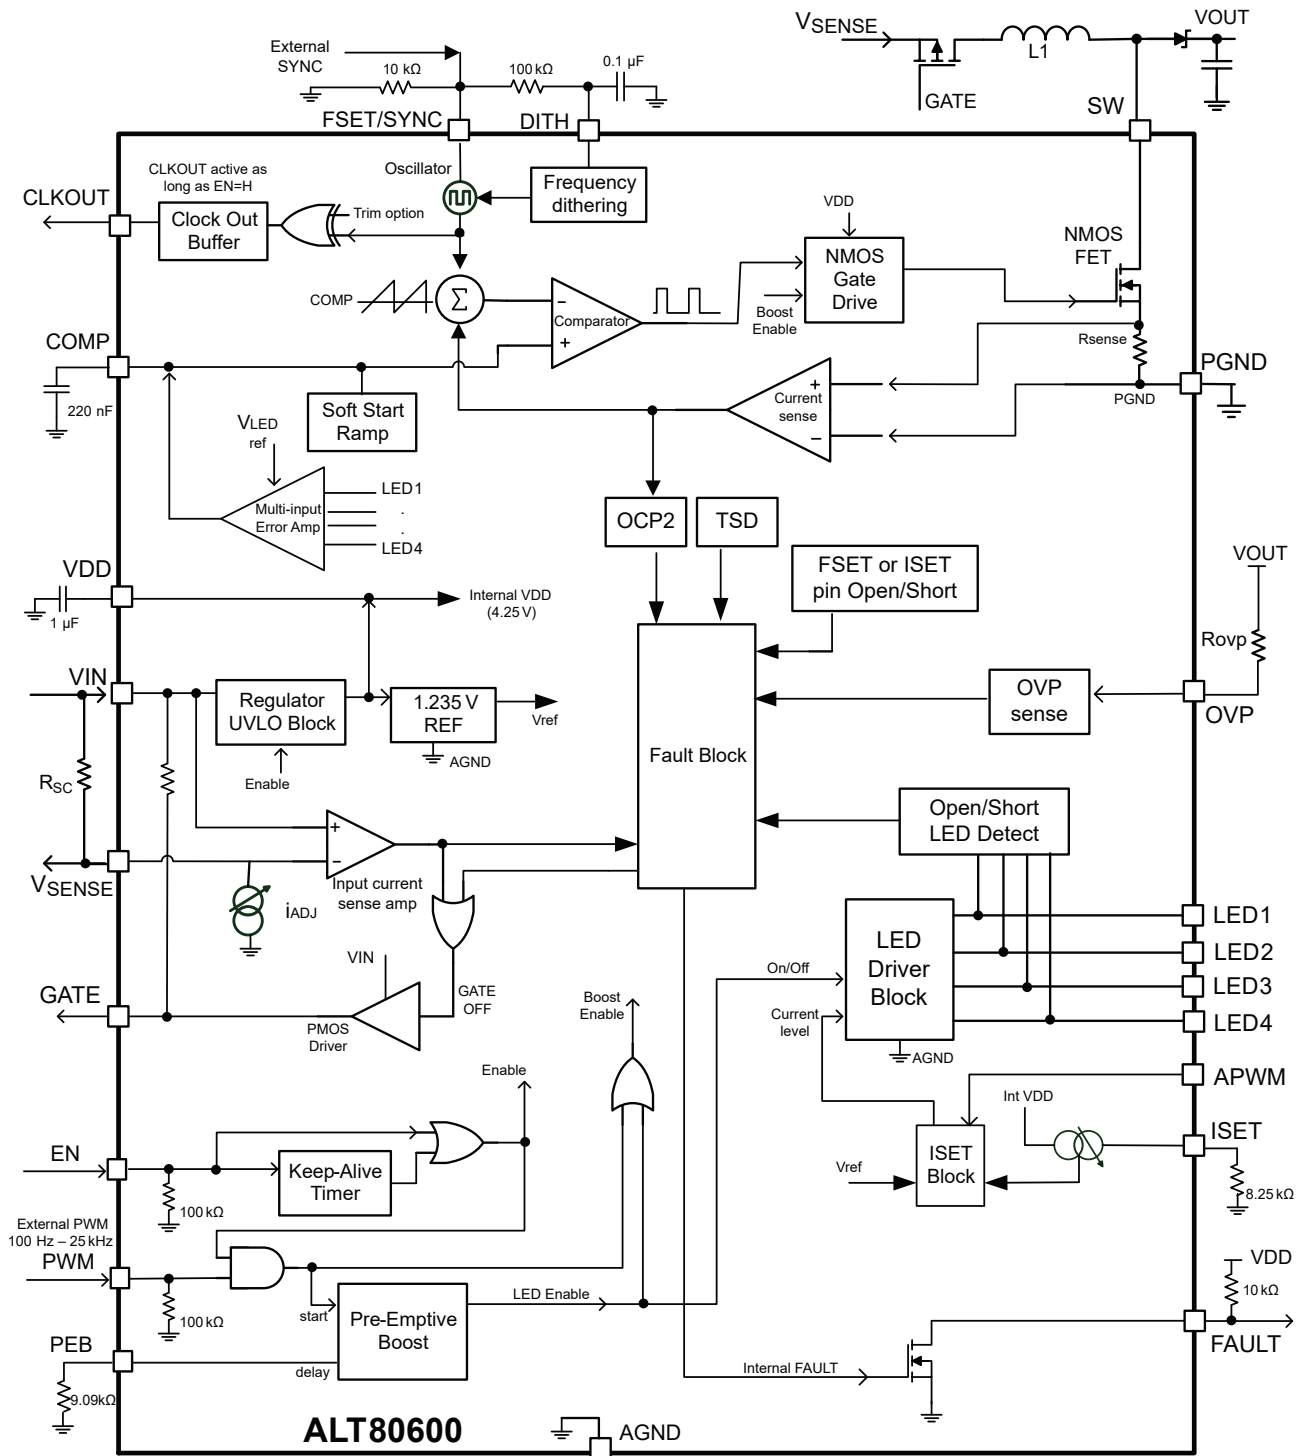 VSENSE
VOUT
L1
GATE
SW
External
SYNC
10 kΩ
100 kΩ
0.1 µF
FSET/SYNC
DITH
CLKOUT active as
long as EN=H
Oscillator
CLKOUT
Clock Out
Buffer
Trim option
Frequency
dithering
VDD
NMOS
FET
NMOS
Gate
Drive
COMP
Σ
−
Comparator
+
Boost
Enable
COMP
Rsense
PGND
PGND
220 nF
Soft Start
Ramp
+
Current
sense
−
VLED
ref
LED1
Multi-input
Error Amp
.
.
LED4
OCP2
TSD
FSET or ISET
pin Open/Short
VOUT
VDD
1 µF
Internal VDD
(4.25 V)
Rovp
VIN
Regulator
UVLO Block
1.235 V
REF
Vref
AGND
Enable
OVP
sense
OVP
Fault Block
RSC
Open/Short
LED Detect
+
−
VSENSE
Input current
sense amp
iADJ
LED1
LED
Driver
Block
LED2
LED3
LED4
On/Off
Current
level
AGND
VIN
GATE
GATE
OFF
PMOS
Driver
Boost
Enable
Enable
APWM
Int VDD
ISET
EN
Keep-Alive
Timer
100 kΩ
ISET
Block
Vref
8.25 kΩ
External PWM
100 Hz – 25 kHz
PWM
100 kΩ
start
LED Enable
Pre-Emptive
Boost
VDD
10 kΩ
FAULT
PEB
delay
9.09kΩ
Internal FAULT
ALT80600
AGND